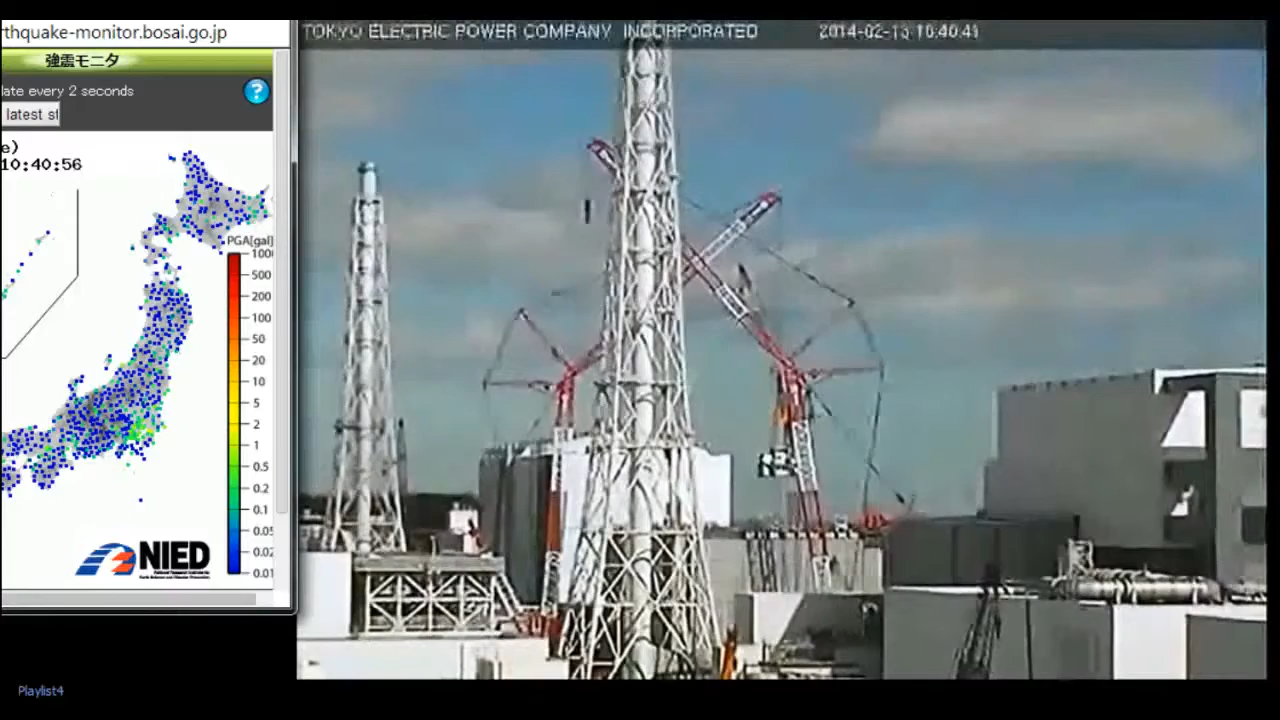 rthquake-monitor.bosai.go.jp
強震モニタ
late every 2 seconds
?
latest st
e)
10:40:56
PGA[gal]
1000
500
200
100
50
20
10
5
2
1
0.5
0.2
0.1
0.05
0.02
0.01
NIED
TOKYO ELECTRIC POWER COMPANY INCORPORATED 2014-02-13 10:40:41
Playlist4